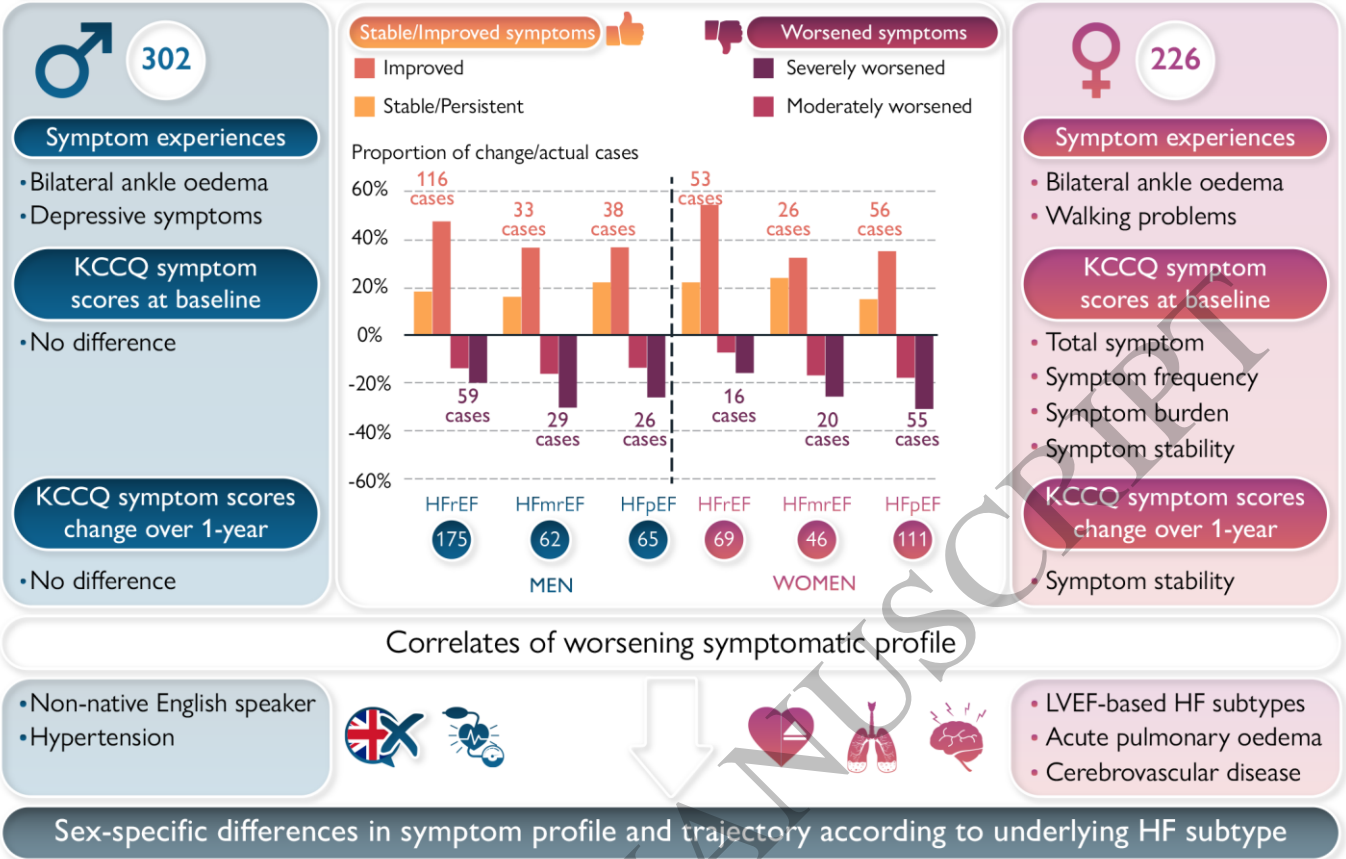 302
Symptom experiences
• Bilateral ankle oedema
• Depressive symptoms
KCCQ symptom
scores at baseline
• No difference
KCCQ symptom scores
change over 1-year
• No difference
Stable/Improved symptoms
Improved
Stable/Persistent
Worsened symptoms
Severely worsened
Moderately worsened
Proportion of change/actual cases
60%
40%
20%
0%
-20%
-40%
-60%
116
cases
33
cases
38
cases
53
cases
26
cases
56
cases
59
cases
29
cases
26
cases
16
cases
20
cases
55
cases
HFrEF
HFmrEF
HFpEF
HFrEF
HFmrEF
HFpEF
175
62
65
69
46
111
MEN
WOMEN
226
Symptom experiences
• Bilateral ankle oedema
• Walking problems
KCCQ symptom
scores at baseline
• Total symptom
• Symptom frequency
• Symptom burden
• Symptom stability
KCCQ symptom scores
change over 1-year
• Symptom stability
Correlates of worsening symptomatic profile
• Non-native English speaker
• Hypertension
• LVEF-based HF subtypes
• Acute pulmonary oedema
• Cerebrovascular disease
Sex-specific differences in symptom profile and trajectory according to underlying HF subtype
MANUSCRIPT